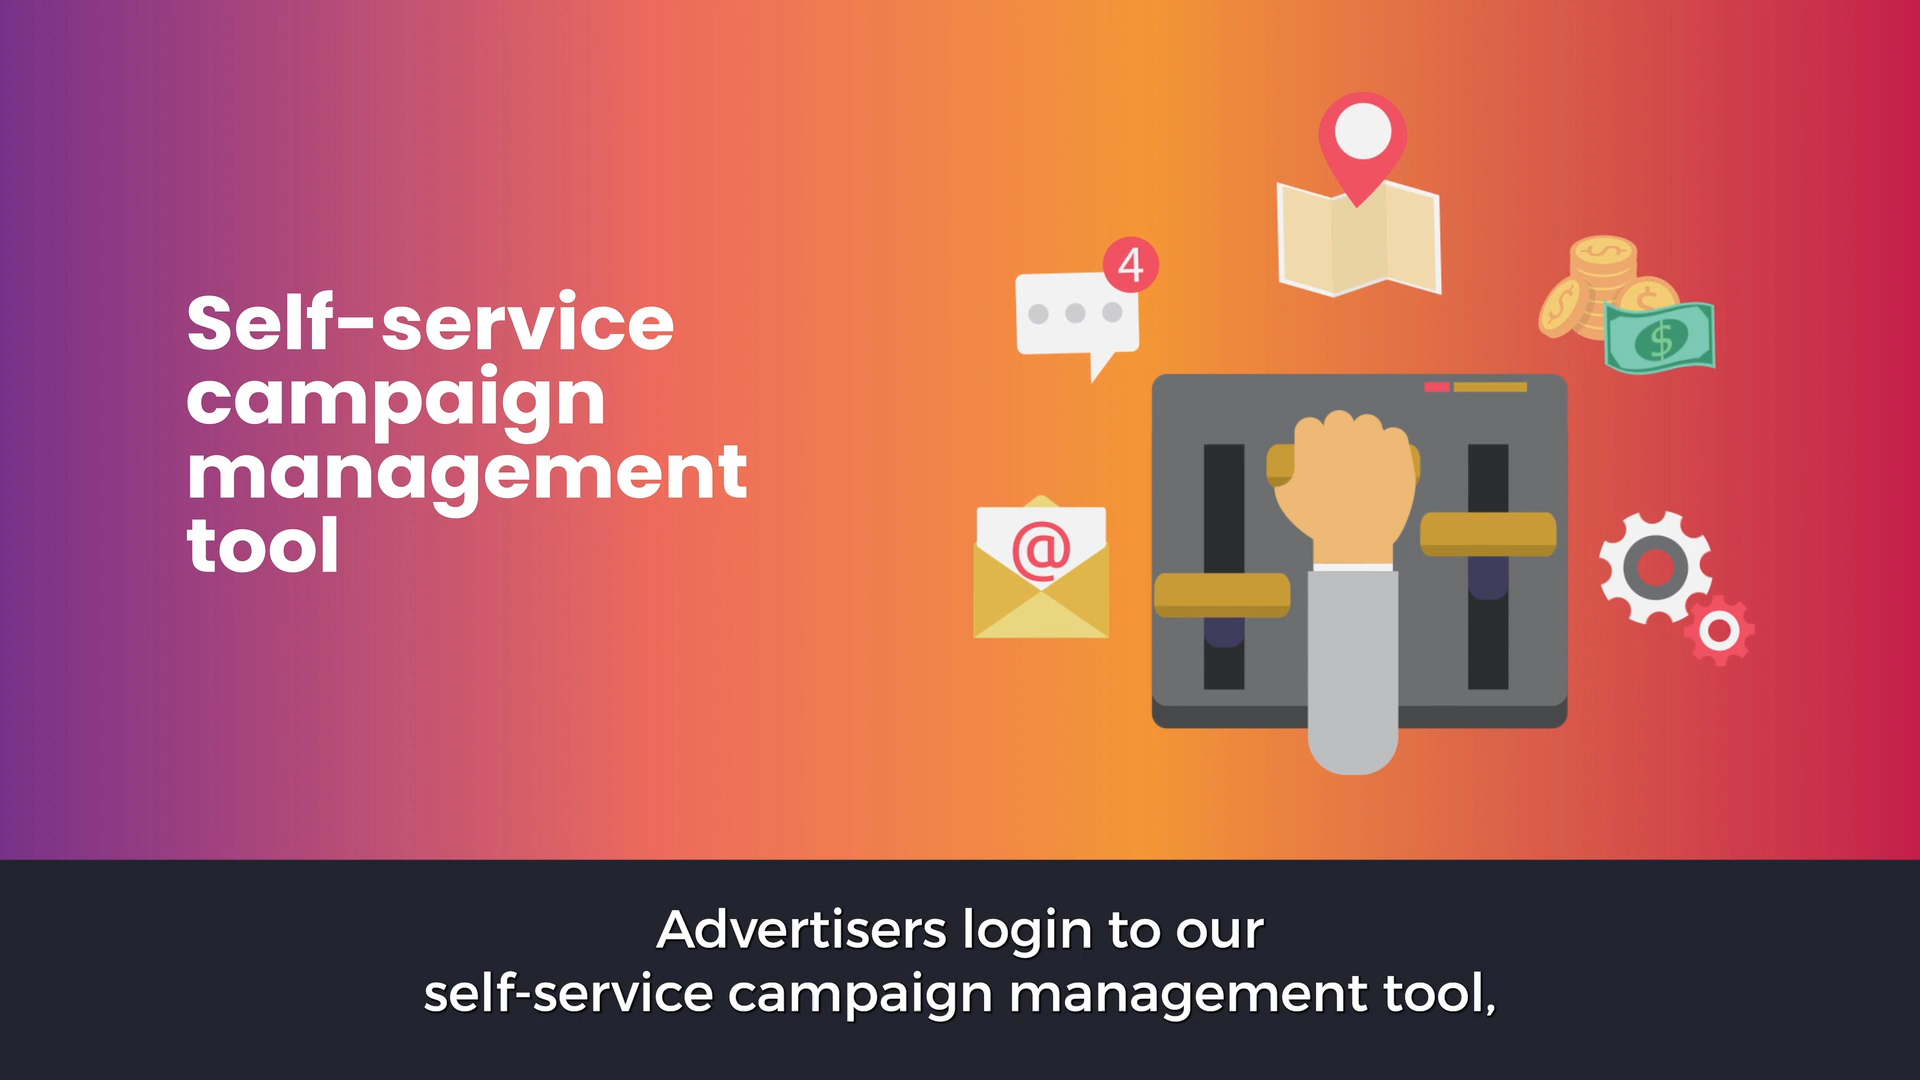 Self-service
campaign
management
tool
4
@
$
$
$
$
Advertisers login to our
self-service campaign management tool,